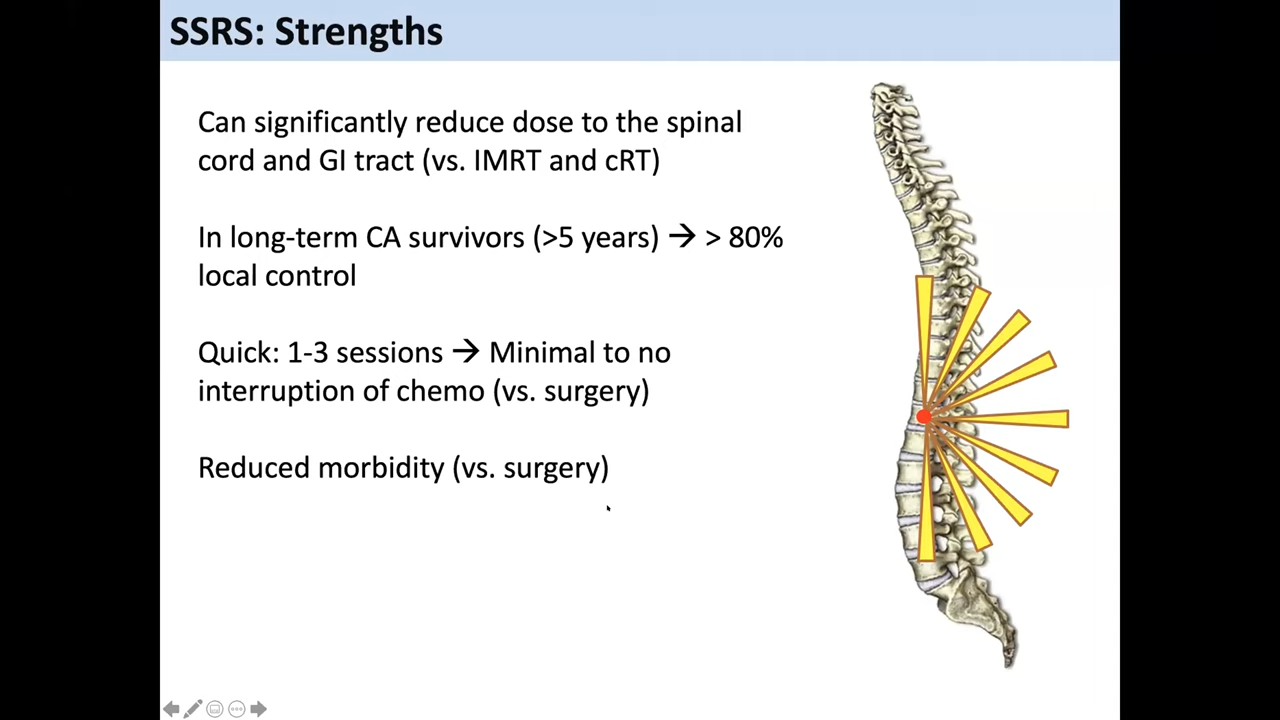 SSRS: Strengths
Can significantly reduce dose to the spinal
cord and GI tract (vs. IMRT and cRT)
In long-term CA survivors (>5 years) → > 80%
local control
Quick: 1-3 sessions → Minimal to no
interruption of chemo (vs. surgery)
Reduced morbidity (vs. surgery)